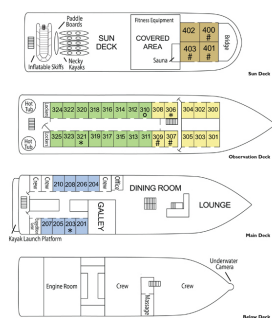 Paddle
Boards
Fitness Equipment
SUN
DECK
COVERED
AREA
402 400
#
403 401
# #
Bridge
Sauna
Inflatable Skiffs
Necky
Kayaks
Sun Deck
Hot
Tub
Lockers
324 322 320 318 316 314 312 310 308 306
304 302 300
Hot
Tub
Lockers
325 323 321 319 317 315 313 311 309 307
305 303 301
Observation Deck
Crew
Crew
210 208 206 204
Crew
Office
DINING ROOM
LOUNGE
GALLEY
207 205 203 201
Kayak Launch Platform
Main Deck
Underwater
Camera
Engine Room
Crew
Crew
Massage
Below Deck